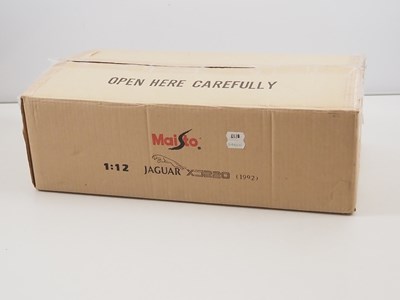 OPEN HERE CAREFULLY
Maisto
1:12 JAGUAR XJ220 (1992)